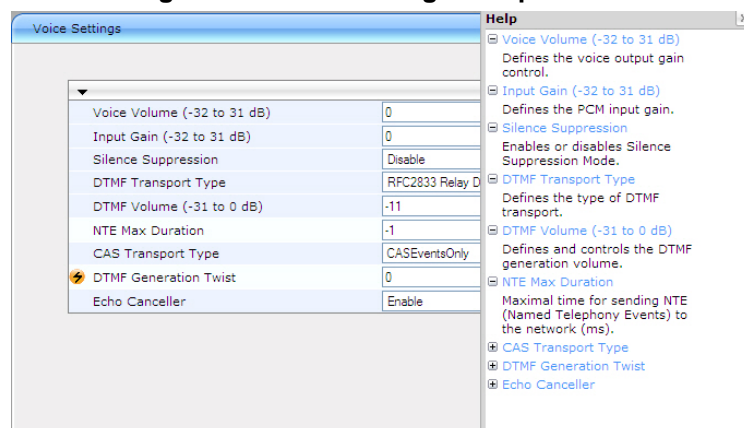 Voice Settings
Voice Volume (-32 to 31 dB) 0
Input Gain (-32 to 31 dB) 0
Silence Suppression Disable
DTMF Transport Type RFC2833 Relay D
DTMF Volume (-31 to 0 dB) -11
NTE Max Duration -1
CAS Transport Type CASEventsOnly
DTMF Generation Twist 0
Echo Canceller Enable
Help
Voice Volume (-32 to 31 dB)
Defines the voice output gain
control.
Input Gain (-32 to 31 dB)
Defines the PCM input gain.
Silence Suppression
Enables or disables Silence
Suppression Mode.
DTMF Transport Type
Defines the type of DTMF
transport.
DTMF Volume (-31 to 0 dB)
Defines and controls the DTMF
generation volume.
NTE Max Duration
Maximal time for sending NTE
(Named Telephony Events) to
the network (ms).
CAS Transport Type
DTMF Generation Twist
Echo Canceller